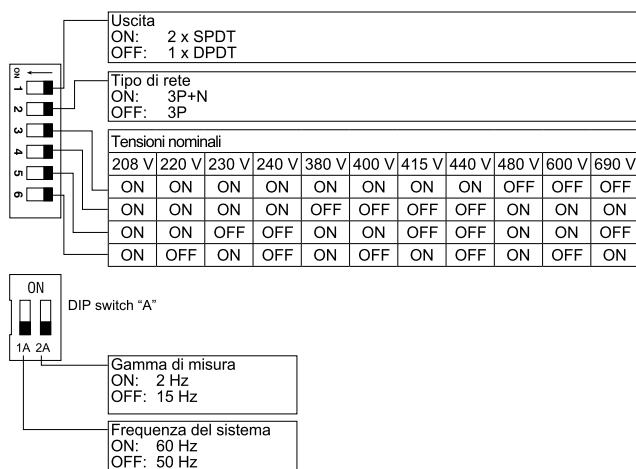 Uscita
ON: 2 x SPDT
OFF: 1 x DPDT
ON
1
2
3
4
5
6
Tipo di rete
ON: 3P+N
OFF: 3P
Tensioni nominali
208 V 220 V 230 V 240 V 380 V 400 V 415 V 440 V 480 V 600 V 690 V
ON ON ON ON ON ON ON ON OFF OFF OFF
ON ON ON ON OFF OFF OFF OFF ON ON ON
ON ON OFF OFF ON ON OFF OFF ON ON OFF
ON OFF ON OFF ON OFF ON OFF ON OFF ON
ON
DIP switch “A”
1A 2A
Gamma di misura
ON: 2 Hz
OFF: 15 Hz
Frequenza del sistema
ON: 60 Hz
OFF: 50 Hz